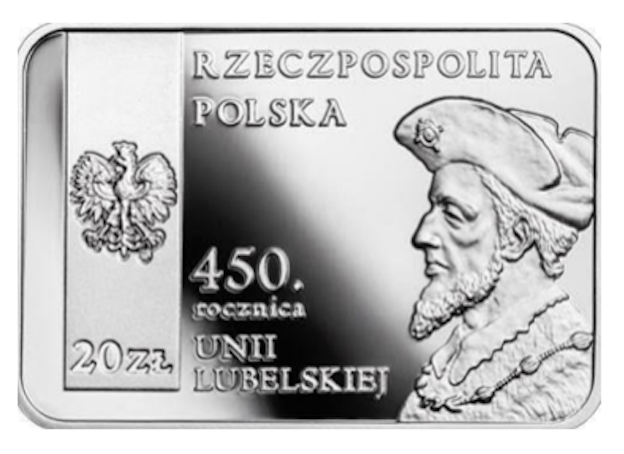 RZECZPOSPOLITA
POLSKA
450.
rocznica
UNII
LUBELSKIEJ
20 ZŁ